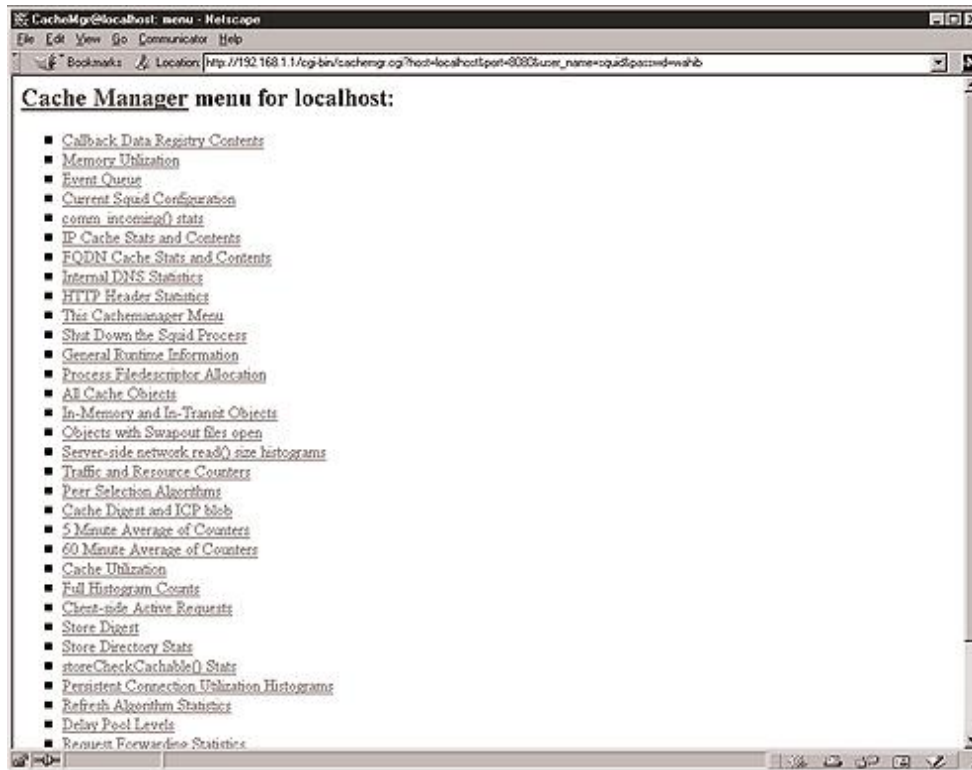 CacheMgr@localhost: menu - Netscape
File Edit View Go Communicator Help
Bookmarks Location: http://192.168.1.1/cgi-bin/cachemgr.cgi?host=localhost&port=8080&user_name=squid&passwd=wahib
Cache Manager menu for localhost:
Callback Data Registry Contents
Memory Utilization
Event Queue
Current Squid Configuration
comm_incoming() stats
IP Cache Stats and Contents
FQDN Cache Stats and Contents
Internal DNS Statistics
HTTP Header Statistics
This Cachemanager Menu
Shut Down the Squid Process
General Runtime Information
Process Filedescriptor Allocation
All Cache Objects
In-Memory and In-Transit Objects
Objects with Swapout files open
Server-side network read() size histograms
Traffic and Resource Counters
Peer Selection Algorithms
Cache Digest and ICP blob
5 Minute Average of Counters
60 Minute Average of Counters
Cache Utilization
Full Histogram Counts
Client-side Active Requests
Store Digest
Store Directory Stats
storeCheckCachable() Stats
Persistent Connection Utilization Histograms
Refresh Algorithm Statistics
Delay Pool Levels
Request Forwarding Statistics